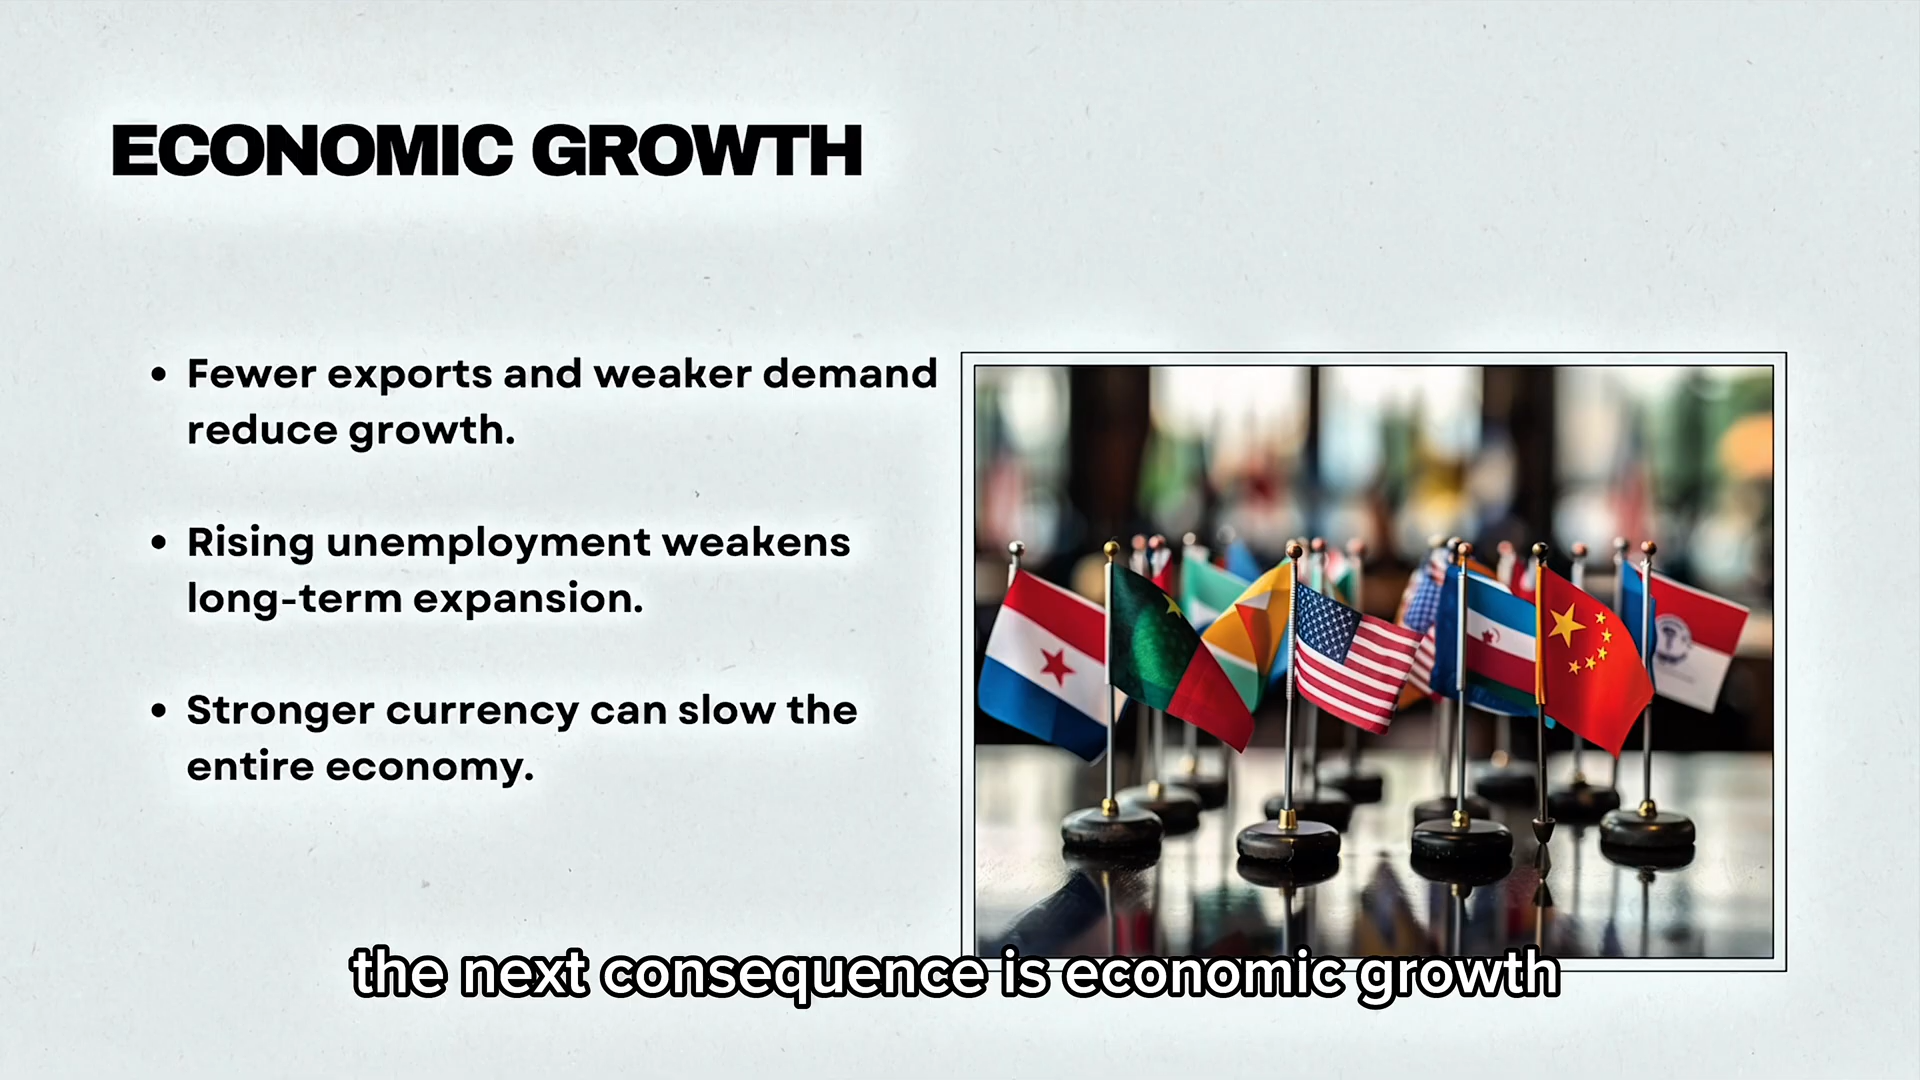 ECONOMIC GROWTH
• Fewer exports and weaker demand
reduce growth.
• Rising unemployment weakens
long-term expansion.
• Stronger currency can slow the
entire economy.
the next consequence is economic growth